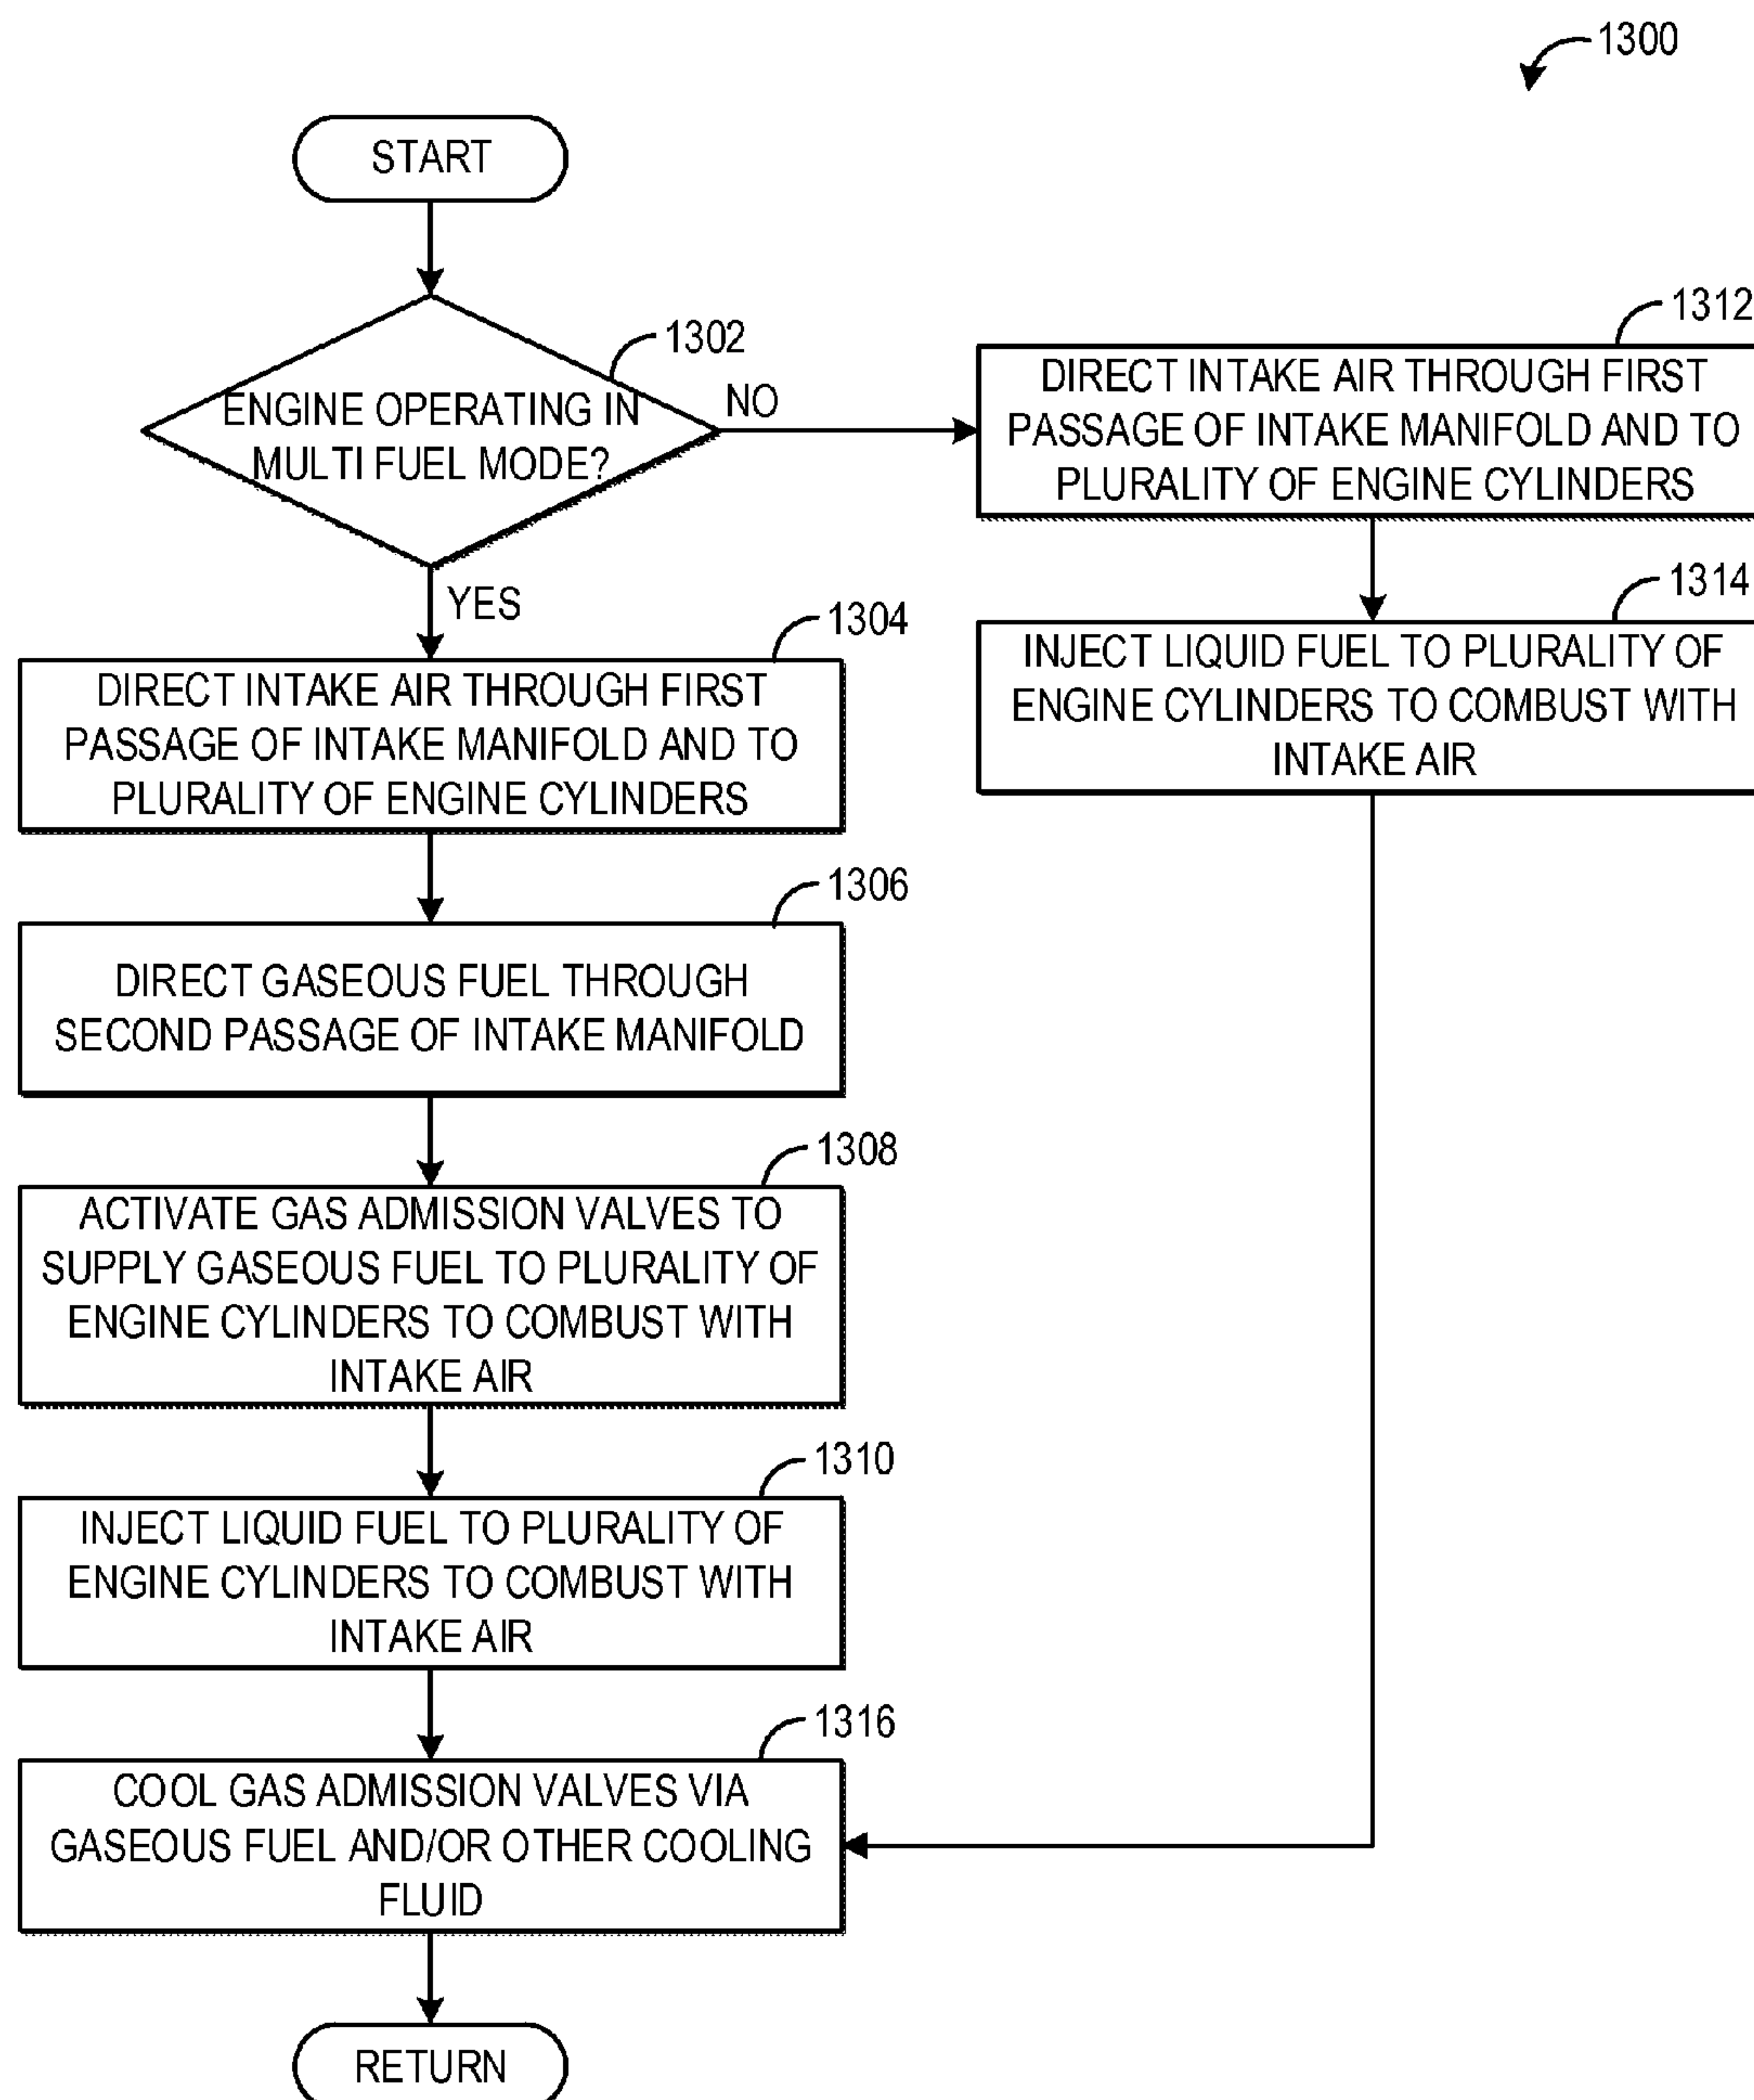 1300
START
1302
ENGINE OPERATING IN
MULTI FUEL MODE?
NO
YES
1304
DIRECT INTAKE AIR THROUGH FIRST
PASSAGE OF INTAKE MANIFOLD AND TO
PLURALITY OF ENGINE CYLINDERS
1306
DIRECT GASEOUS FUEL THROUGH
SECOND PASSAGE OF INTAKE MANIFOLD
1308
ACTIVATE GAS ADMISSION VALVES TO
SUPPLY GASEOUS FUEL TO PLURALITY OF
ENGINE CYLINDERS TO COMBUST WITH
INTAKE AIR
1310
INJECT LIQUID FUEL TO PLURALITY OF
ENGINE CYLINDERS TO COMBUST WITH
INTAKE AIR
1312
DIRECT INTAKE AIR THROUGH FIRST
PASSAGE OF INTAKE MANIFOLD AND TO
PLURALITY OF ENGINE CYLINDERS
1314
INJECT LIQUID FUEL TO PLURALITY OF
ENGINE CYLINDERS TO COMBUST WITH
INTAKE AIR
1316
COOL GAS ADMISSION VALVES VIA
GASEOUS FUEL AND/OR OTHER COOLING
FLUID
RETURN